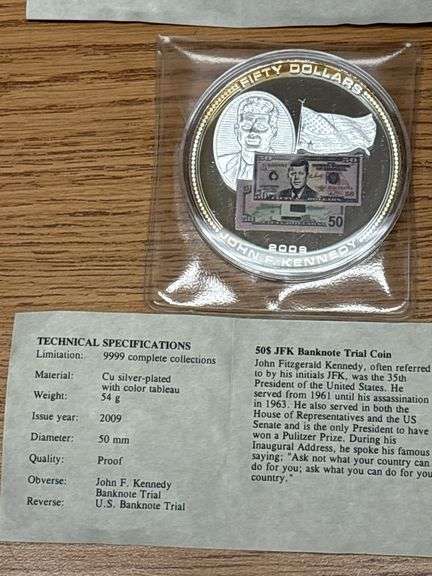 FIFTY DOLLARS
50
50
50
50
2009
JOHN F. KENNEDY
TECHNICAL SPECIFICATIONS
Limitation: 9999 complete collections
Material: Cu silver-plated
with color tableau
Weight: 54 g
Issue year: 2009
Diameter: 50 mm
Quality: Proof
Obverse: John F. Kennedy
Banknote Trial
Reverse: U.S. Banknote Trial
50$ JFK Banknote Trial Coin
John Fitzgerald Kennedy, often referred
to by his initials JFK, was the 35th
President of the United States. He
served from 1961 until his assassination
in 1963. He also served in both the
House of Representatives and the US
Senate and is the only President to have
won a Pulitzer Prize. During his
Inaugural Address, he spoke his famous
saying; "Ask not what your country can
do for you; ask what you can do for your
country."